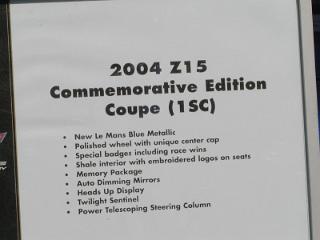 2004 Z15
Commemorative Edition
Coupe (1SC)
• New Le Mans Blue Metallic
• Polished wheel with unique center cap
• Special badges including race wins
• Shale interior with embroidered logos on seats
• Memory Package
• Auto Dimming Mirrors
• Heads Up Display
• Twilight Sentinel
• Power Telescoping Steering Column